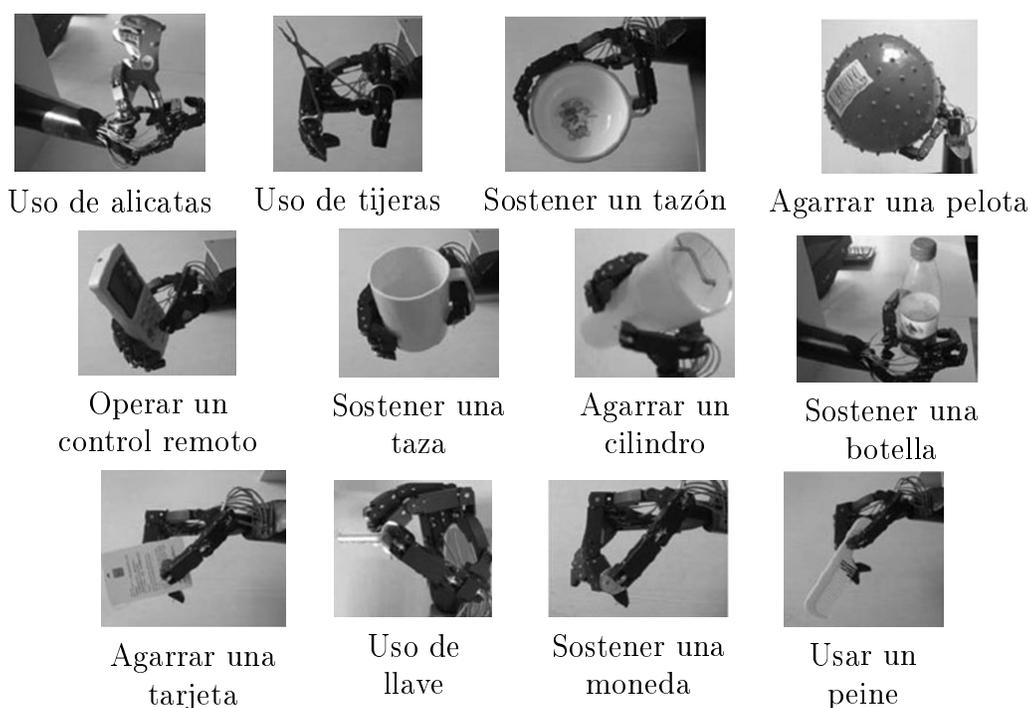 Uso de alicatas
Uso de tijeras
Sostener un tazón
Agarrar una pelota
Operar un
control remoto
Sostener una
taza
Agarrar un
cilindro
Sostener una
botella
Agarrar una
tarjeta
Uso de
llave
Sostener una
moneda
Usar un
peine